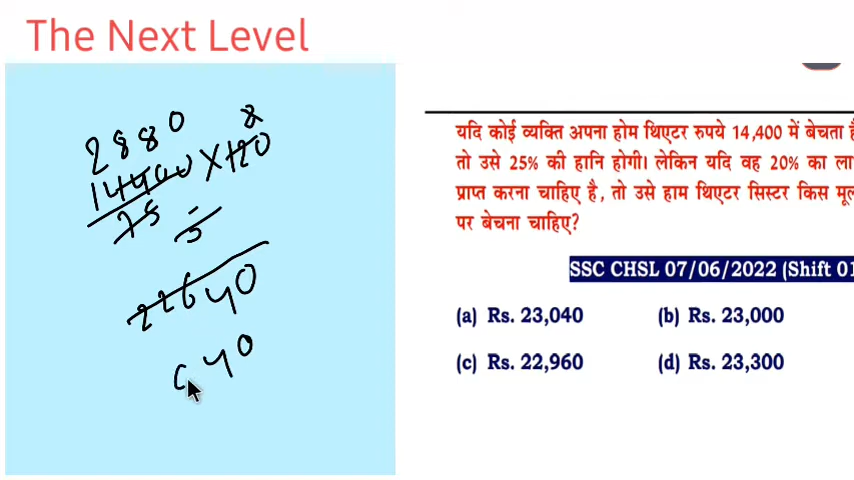 The Next Level
2880 8
14400 × 120
75 5
22640
040
यदि कोई व्यक्ति अपना होम थिएटर रुपये 14,400 में बेचता है
तो उसे 25% की हानि होगी। लेकिन यदि वह 20% का ला
प्राप्त करना चाहिए है, तो उसे हाम थिएटर सिस्टर किस मूल
पर बेचना चाहिए?
SSC CHSL 07/06/2022 (Shift 01
(a) Rs. 23,040 (b) Rs. 23,000
(c) Rs. 22,960 (d) Rs. 23,300